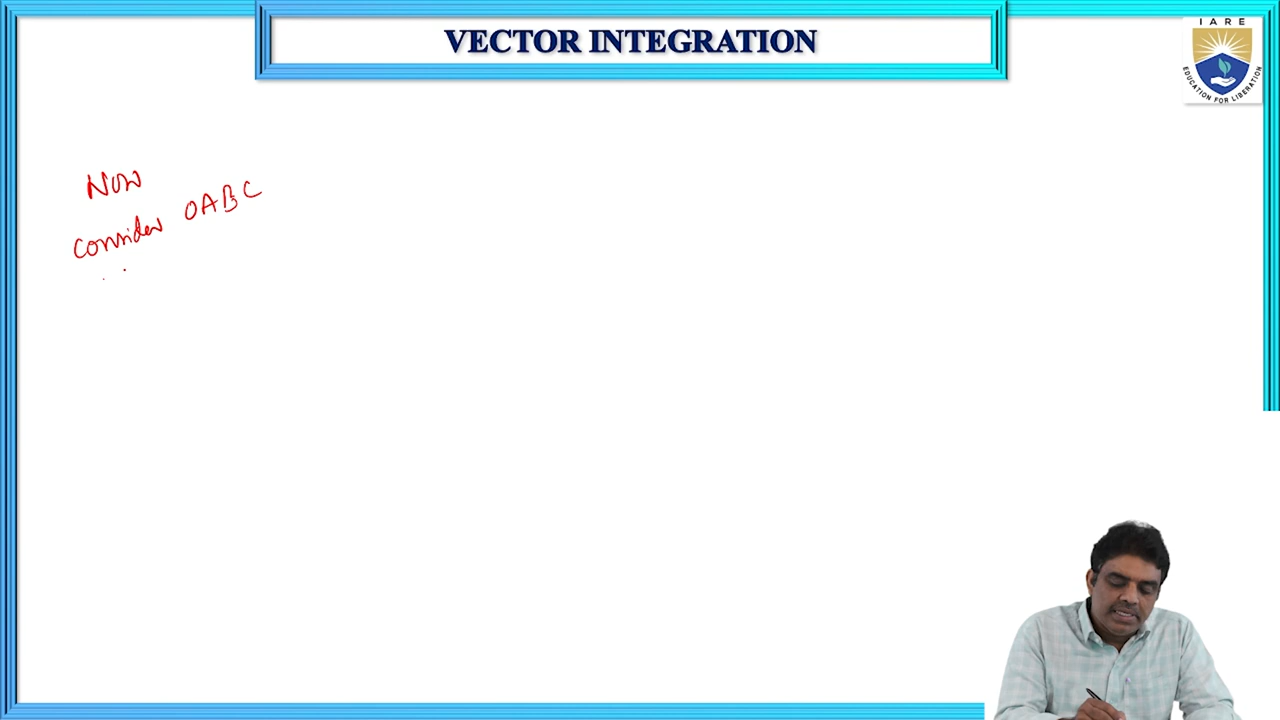 VECTOR INTEGRATION
IARE
EDUCATION FOR LIBERATION
Now
consider OABC